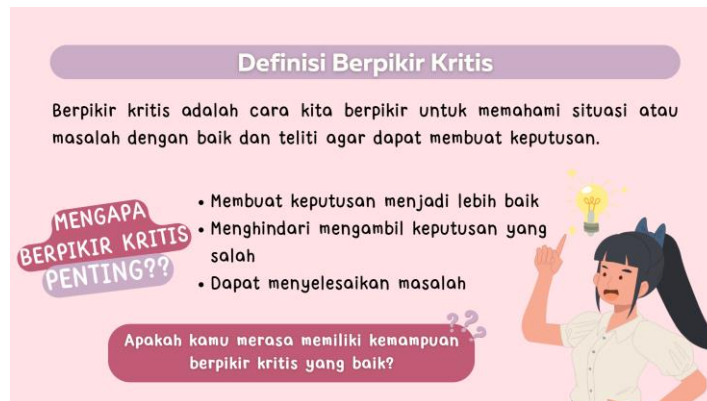 Definisi Berpikir Kritis
Berpikir kritis adalah cara kita berpikir untuk memahami situasi atau
masalah dengan baik dan teliti agar dapat membuat keputusan.
MENGAPA
BERPIKIR KRITIS
PENTING??
• Membuat keputusan menjadi lebih baik
• Menghindari mengambil keputusan yang
salah
• Dapat menyelesaikan masalah
???
Apakah kamu merasa memiliki kemampuan
berpikir kritis yang baik?